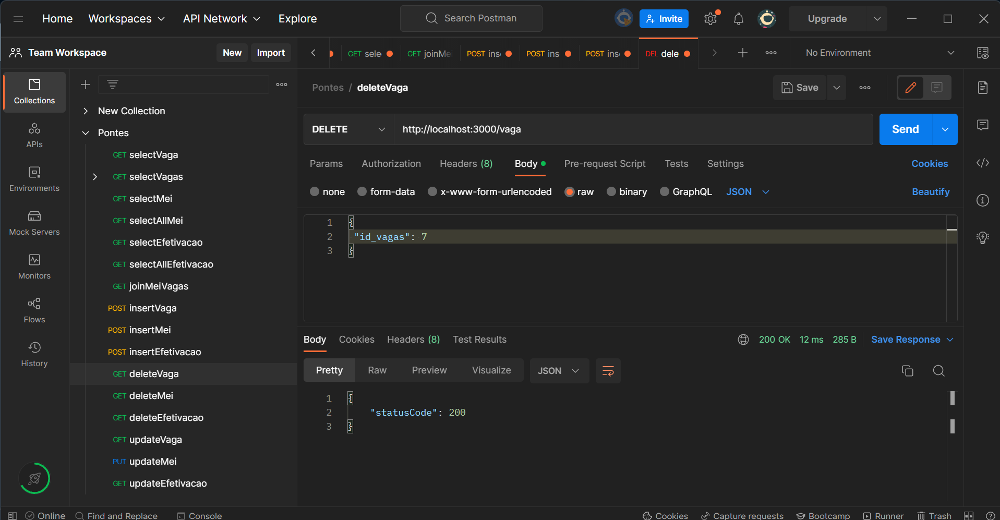 Home Workspaces API Network Explore Search Postman Invite Upgrade
Team Workspace New Import GET sele GET joinMei POST ins POST ins POST ins DEL dele No Environment
Collections
APIs
Environments
Mock Servers
Monitors
Flows
History
New Collection
Pontes
GET selectVaga
GET selectVagas
GET selectMei
GET selectAllMei
GET selectEfetivacao
GET selectAllEfetivacao
GET joinMeiVagas
POST insertVaga
POST insertMei
POST insertEfetivacao
GET deleteVaga
GET deleteMei
GET deleteEfetivacao
GET updateVaga
PUT updateMei
GET updateEfetivacao
Pontes / deleteVaga Save
DELETE http://localhost:3000/vaga Send
Params Authorization Headers (8) Body Pre-request Script Tests Settings Cookies
none form-data x-www-form-urlencoded raw binary GraphQL JSON Beautify
1 {
2 "id_vagas": 7
3 }
Body Cookies Headers (8) Test Results 200 OK 12 ms 285 B Save Response
Pretty Raw Preview Visualize JSON
1 {
2 "statusCode": 200
3 }
Online Find and Replace Console Cookies Capture requests Bootcamp Runner Trash